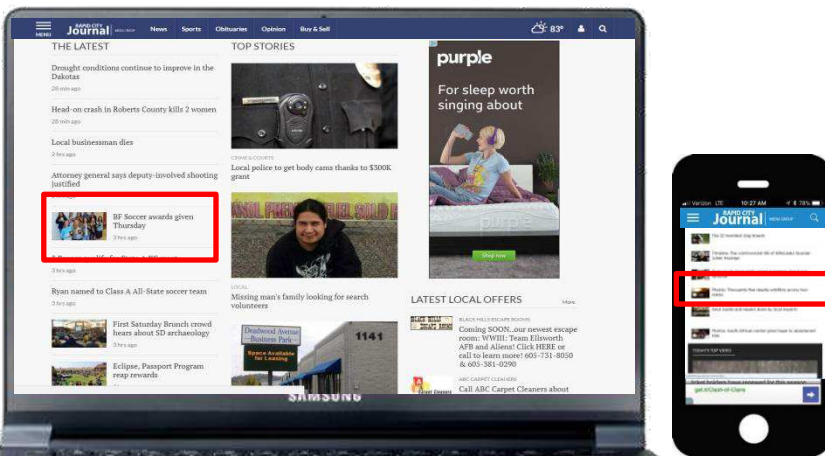 RAPID CITY
Journal
MENU
News Sports Obituaries Opinion Buy & Sell
83°
THE LATEST
Drought conditions continue to improve in the
Dakotas
28 min ago
Head-on crash in Roberts County kills 2 women
28 min ago
Local businessman dies
2 hrs ago
Attorney general says deputy-involved shooting
justified
BF Soccer awards given
Thursday
3 hrs ago
3 hrs ago
Ryan named to Class A All-State soccer team
3 hrs ago
First Saturday Brunch crowd
hears about SD archaeology
3 hrs ago
Eclipse, Passport Program
reap rewards
TOP STORIES
CRIME & COURTS
Local police to get body cams thanks to $300K
grant
LOCAL
Missing man's family looking for search
volunteers
Deadwood Avenue
Business Park
Space Available
for Leasing
1141
purple
For sleep worth
singing about
purple
Shop now
LATEST LOCAL OFFERS
More
BLACK HILLS ESCAPE ROOMS
Coming SOON..our newest escape
room: WWIII: Team Ellsworth
AFB and Aliens! Click HERE or
call to learn more! 605-731-8050
& 605-381-0290
ABC CARPET CLEANERS
Call ABC Carpet Cleaners about
SAMSUNG
Verizon LTE 10:27 AM 78%
RAPID CITY
Journal
TODAY'S TOP VIDEO